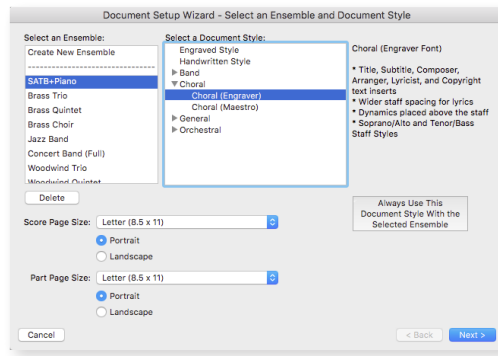 Document Setup Wizard - Select an Ensemble and Document Style
Select an Ensemble:
Create New Ensemble
SATB+Piano
Brass Trio
Brass Quintet
Brass Choir
Jazz Band
Concert Band (Full)
Woodwind Trio
Woodwind Quintet
Delete
Select a Document Style:
Engraved Style
Handwritten Style
Band
Choral
Choral (Engraver)
Choral (Maestro)
General
Orchestral
Choral (Engraver Font)
* Title, Subtitle, Composer,
Arranger, Lyricist, and Copyright
text inserts
* Wider staff spacing for lyrics
* Dynamics placed above the staff
* Soprano/Alto and Tenor/Bass
Staff Styles
Always Use This
Document Style With the
Selected Ensemble
Score Page Size: Letter (8.5 x 11)
Portrait
Landscape
Part Page Size: Letter (8.5 x 11)
Portrait
Landscape
Cancel
< Back
Next >